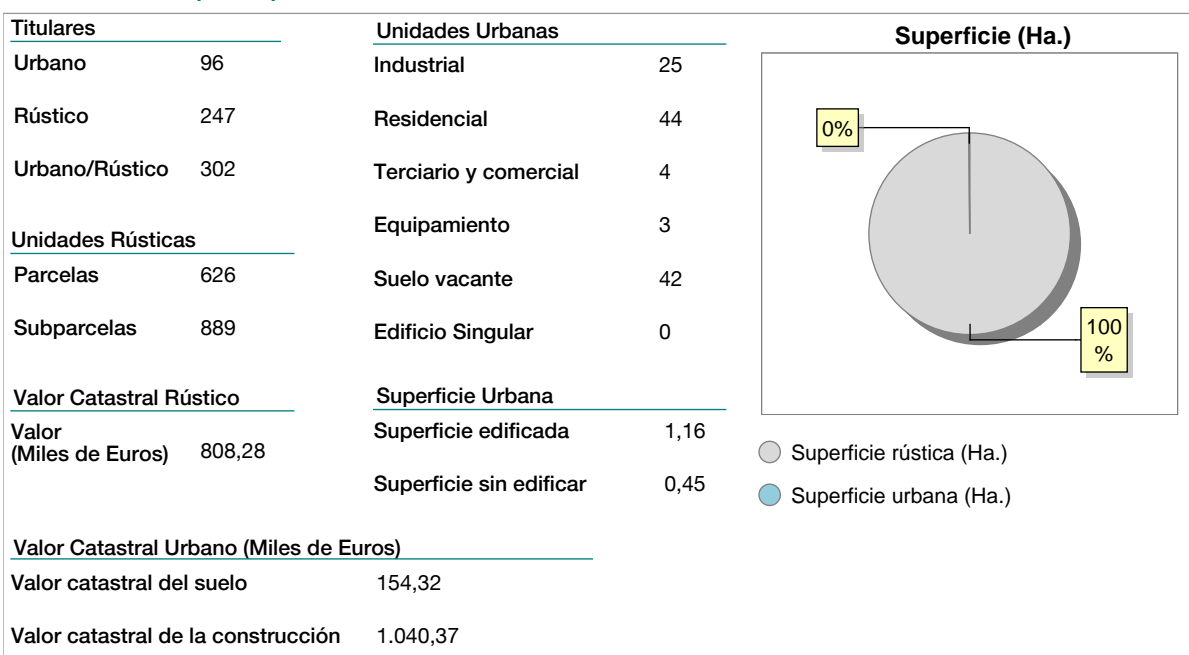 Titulares
Urbano 96
Rústico 247
Urbano/Rústico 302
Unidades Rústicas
Parcelas 626
Subparcelas 889
Valor Catastral Rústico
Valor
(Miles de Euros) 808,28
Unidades Urbanas
Industrial 25
Residencial 44
Terciario y comercial 4
Equipamiento 3
Suelo vacante 42
Edificio Singular 0
Superficie Urbana
Superficie edificada 1,16
Superficie sin edificar 0,45
Valor Catastral Urbano (Miles de Euros)
Valor catastral del suelo 154,32
Valor catastral de la construcción 1.040,37
Superficie (Ha.)
0%
100
%
Superficie rústica (Ha.)
Superficie urbana (Ha.)